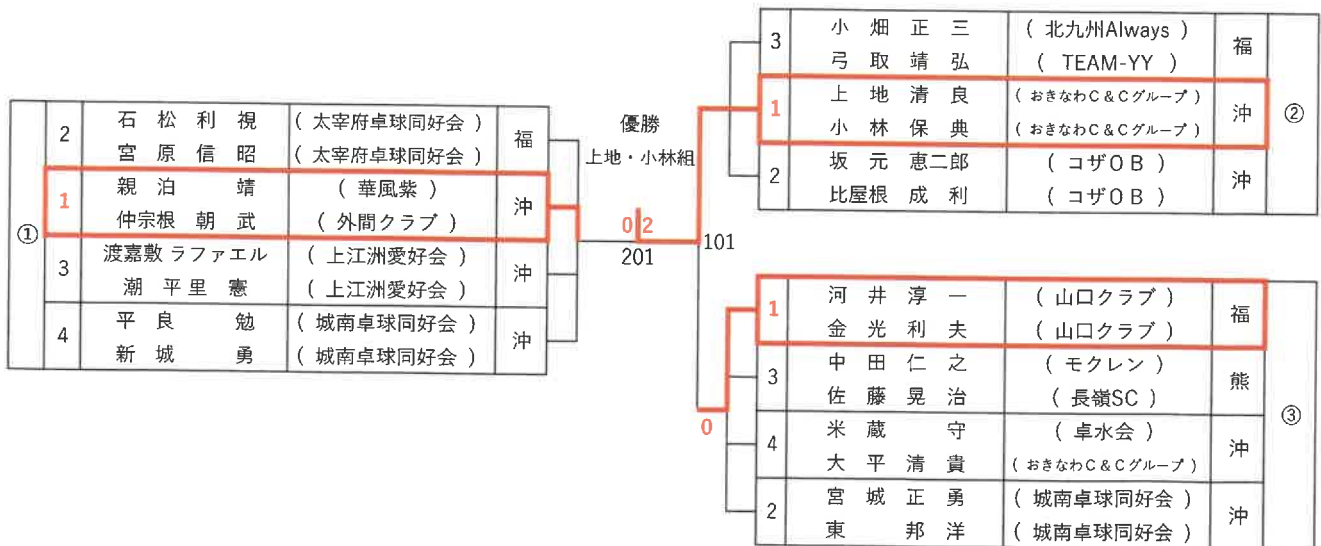 ①
2 石松利視 ( 太宰府卓球同好会 ) 福
宮原信昭 ( 太宰府卓球同好会 )
1 親泊 靖 ( 華風紫 ) 沖
仲宗根 朝武 ( 外間クラブ )
3 渡嘉敷 ラファエル ( 上江洲愛好会 ) 沖
潮平里憲 ( 上江洲愛好会 )
4 平良 勉 ( 城南卓球同好会 ) 沖
新城 勇 ( 城南卓球同好会 )
優勝
上地・小林組
0 2
201
101
0
②
3 小畑正三 ( 北九州Always ) 福
弓取靖弘 ( TEAM-YY )
1 上地清良 ( おきなわC&Cグループ ) 沖
小林保典 ( おきなわC&Cグループ )
2 坂元恵二郎 ( コザOB ) 沖
比屋根成利 ( コザOB )
③
1 河井淳一 ( 山口クラブ ) 福
金光利夫 ( 山口クラブ )
3 中田仁之 ( モクレン ) 熊
佐藤晃治 ( 長嶺SC )
4 米蔵 守 ( 卓水会 ) 沖
大平清貴 ( おきなわC&Cグループ )
2 宮城正勇 ( 城南卓球同好会 ) 沖
東 邦洋 ( 城南卓球同好会 )